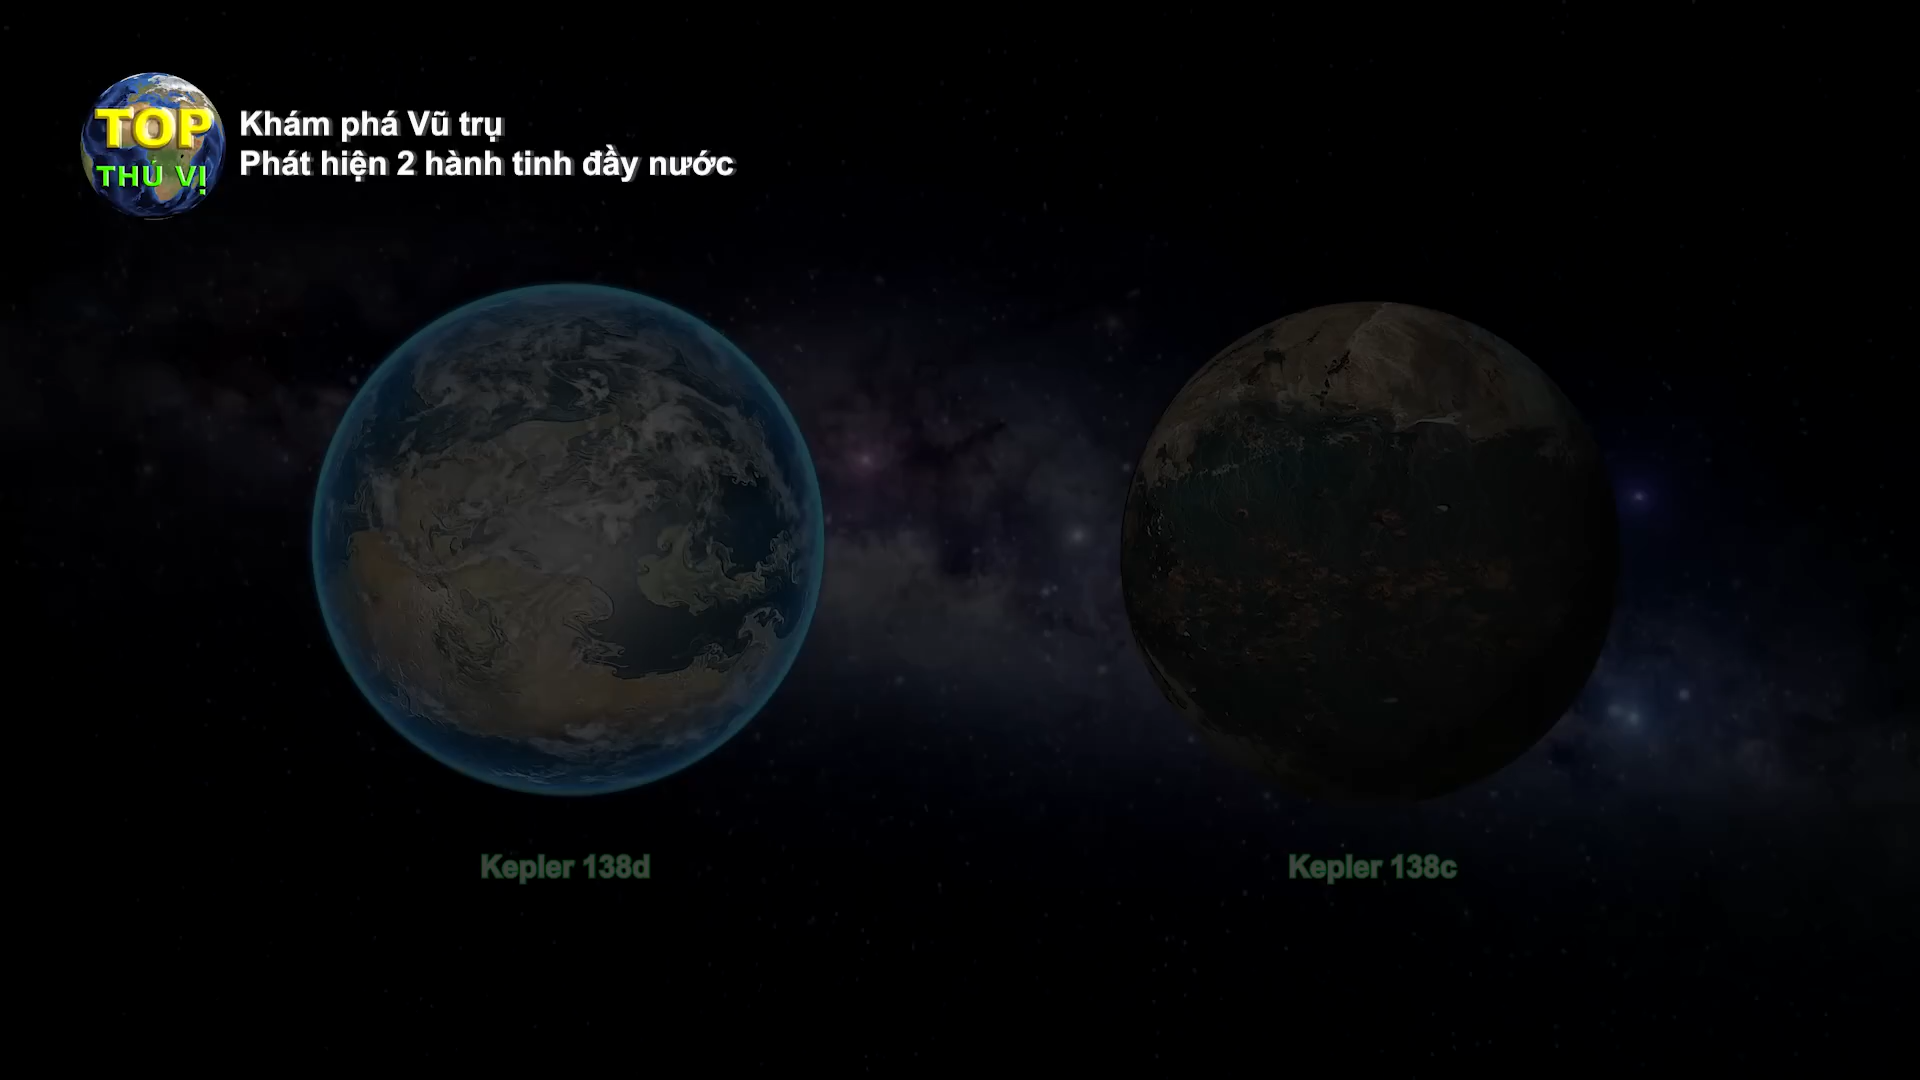 TOP
THÚ VỊ
Khám phá Vũ trụ
Phát hiện 2 hành tinh đầy nước
Kepler 138d
Kepler 138c